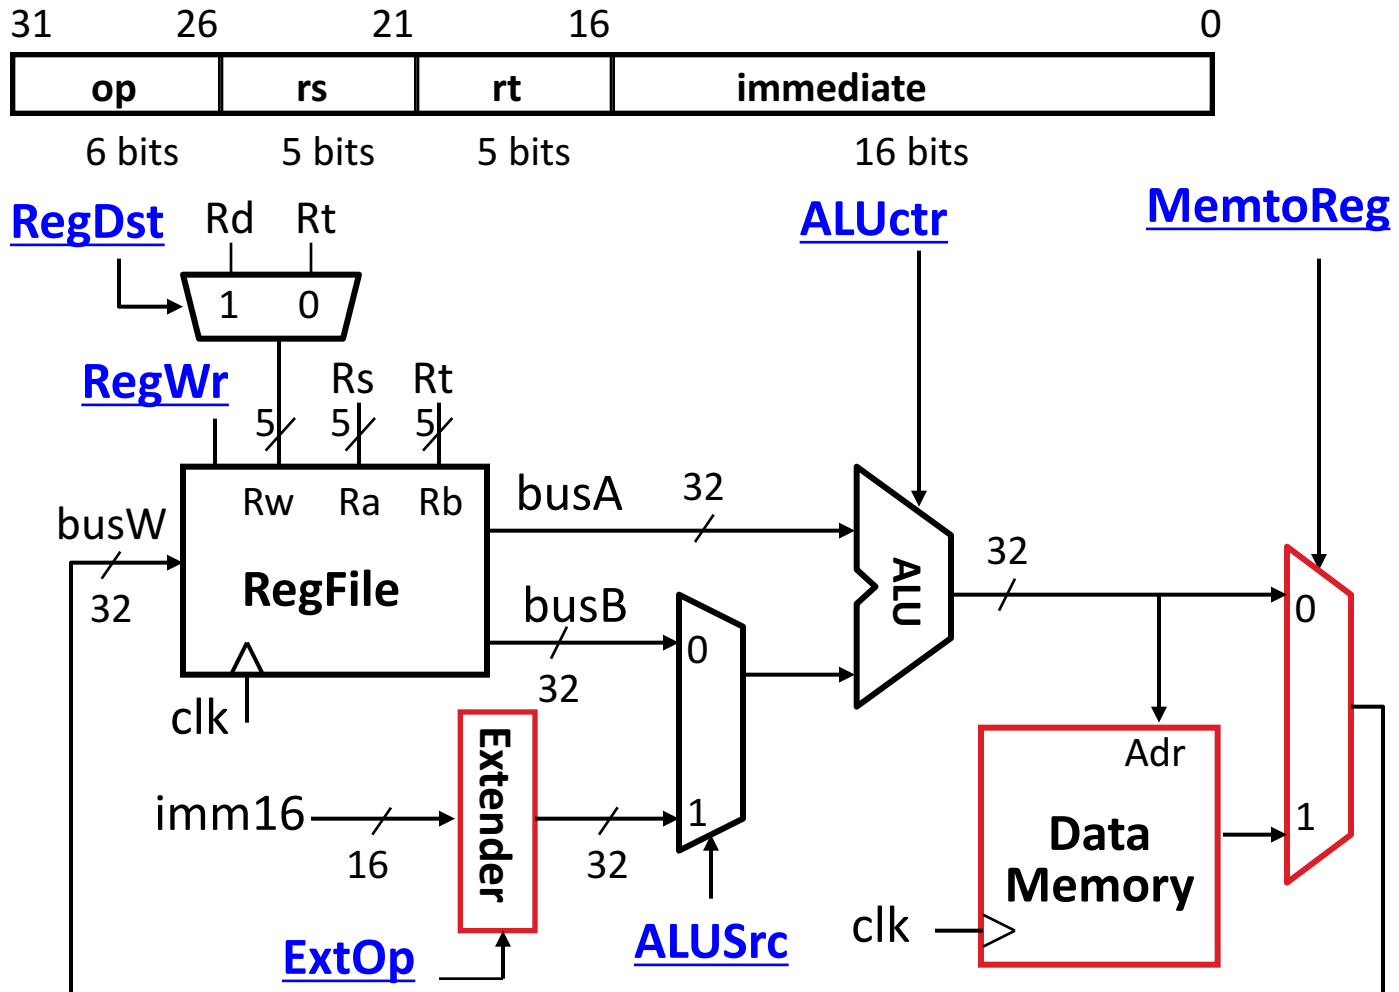 31 26 21 16 0
op rs rt immediate
6 bits 5 bits 5 bits 16 bits
RegDst Rd Rt ALUctr MemtoReg
1 0
RegWr Rs Rt
5 5 5
Rw Ra Rb busA 32
busW
32
RegFile
busB
32
ALU
32
0
1
0
1
clk
Extender
imm16
16
32
Adr
Data
Memory
clk
ExtOp
ALUSrc